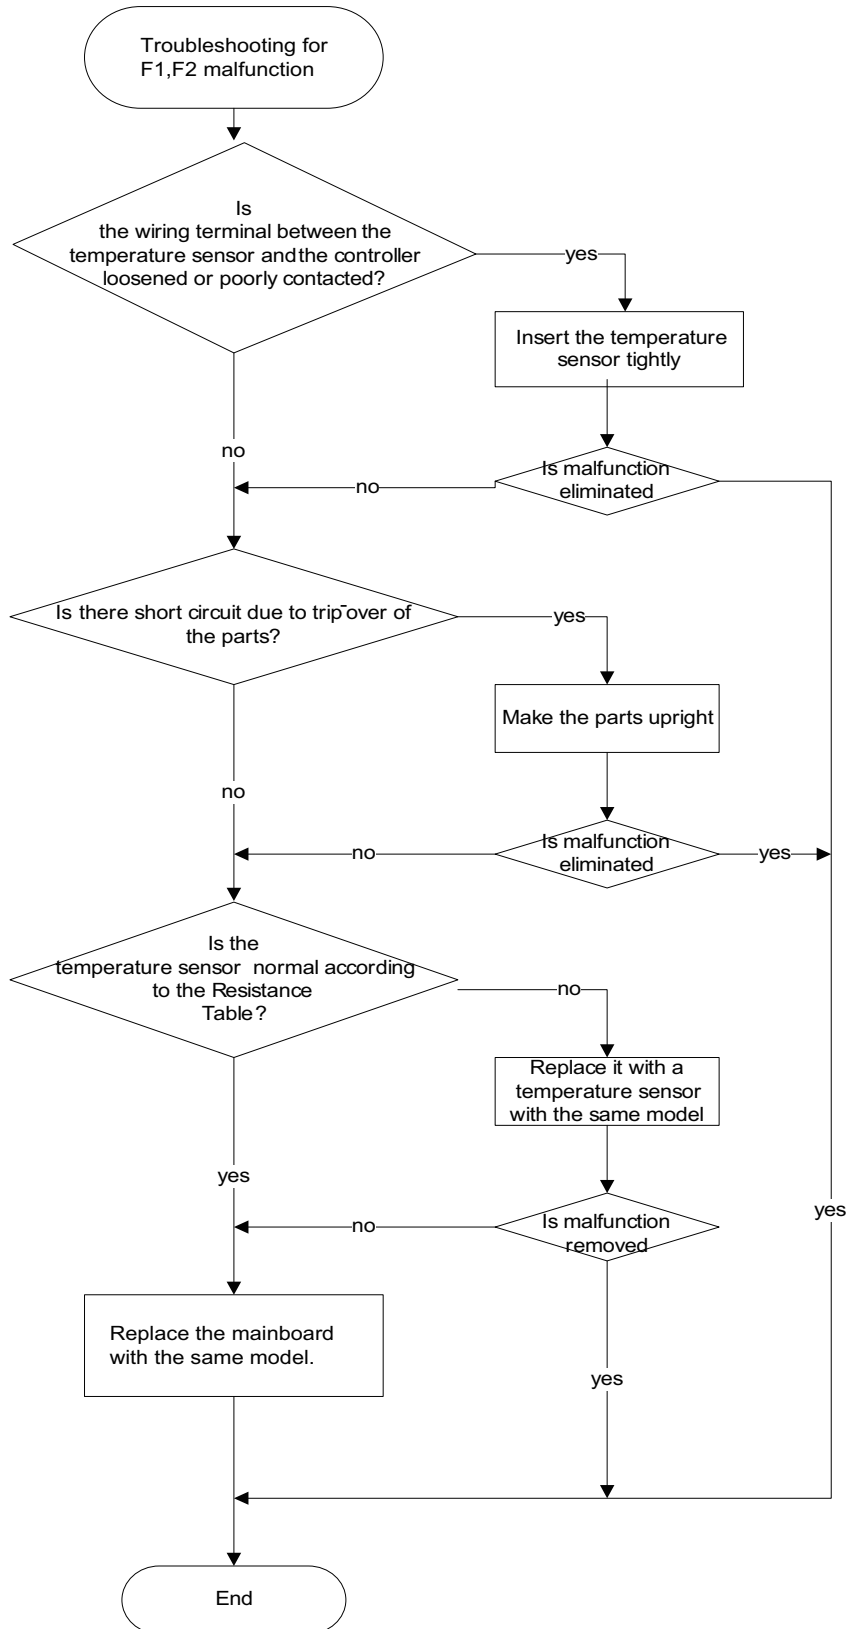 Troubleshooting for
F1,F2 malfunction
Is
the wiring terminal between the
temperature sensor and the controller
loosened or poorly contacted?
yes
Insert the temperature
sensor tightly
no
Is malfunction
eliminated
no
Is there short circuit due to trip-over of
the parts?
yes
Make the parts upright
no
Is malfunction
eliminated
no
yes
Is the
temperature sensor normal according
to the Resistance
Table?
no
Replace it with a
temperature sensor
with the same model
yes
Is malfunction
removed
no
yes
Replace the mainboard
with the same model.
yes
End